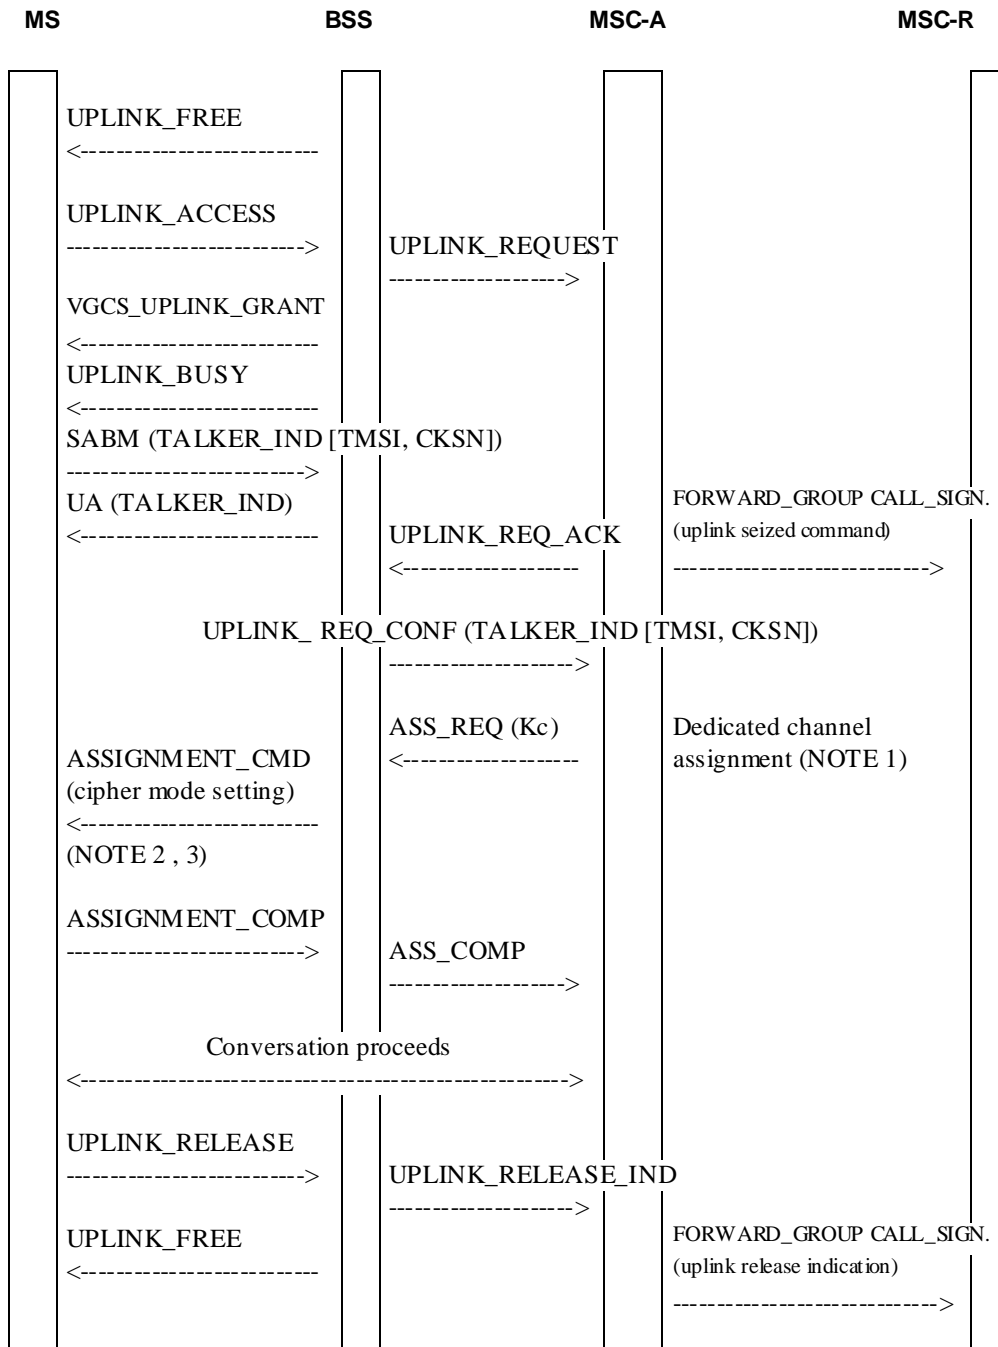 MS BSS MSC-A MSC-R
UPLINK_FREE
<---------------------------
UPLINK_ACCESS
--------------------------->
UPLINK_REQUEST
-------------------->
VGCS_UPLINK_GRANT
<---------------------------
UPLINK_BUSY
<---------------------------
SABM (TALKER_IND [TMSI, CKSN])
--------------------------->
UA (TALKER_IND)
<---------------------------
FORWARD_GROUP CALL_SIGN.
(uplink seized command)
----------------------------->
UPLINK_REQ_ACK
<--------------------
UPLINK_ REQ_CONF (TALKER_IND [TMSI, CKSN])
--------------------->
ASS_REQ (Kc)
<--------------------
Dedicated channel
assignment (NOTE 1)
ASSIGNMENT_CMD
(cipher mode setting)
<---------------------------
(NOTE 2 , 3)
ASSIGNMENT_COMP
--------------------------->
ASS_COMP
-------------------->
Conversation proceeds
<------------------------------------------------------->
UPLINK_RELEASE
--------------------------->
UPLINK_RELEASE_IND
--------------------->
UPLINK_FREE
<---------------------------
FORWARD_GROUP CALL_SIGN.
(uplink release indication)
------------------------------>